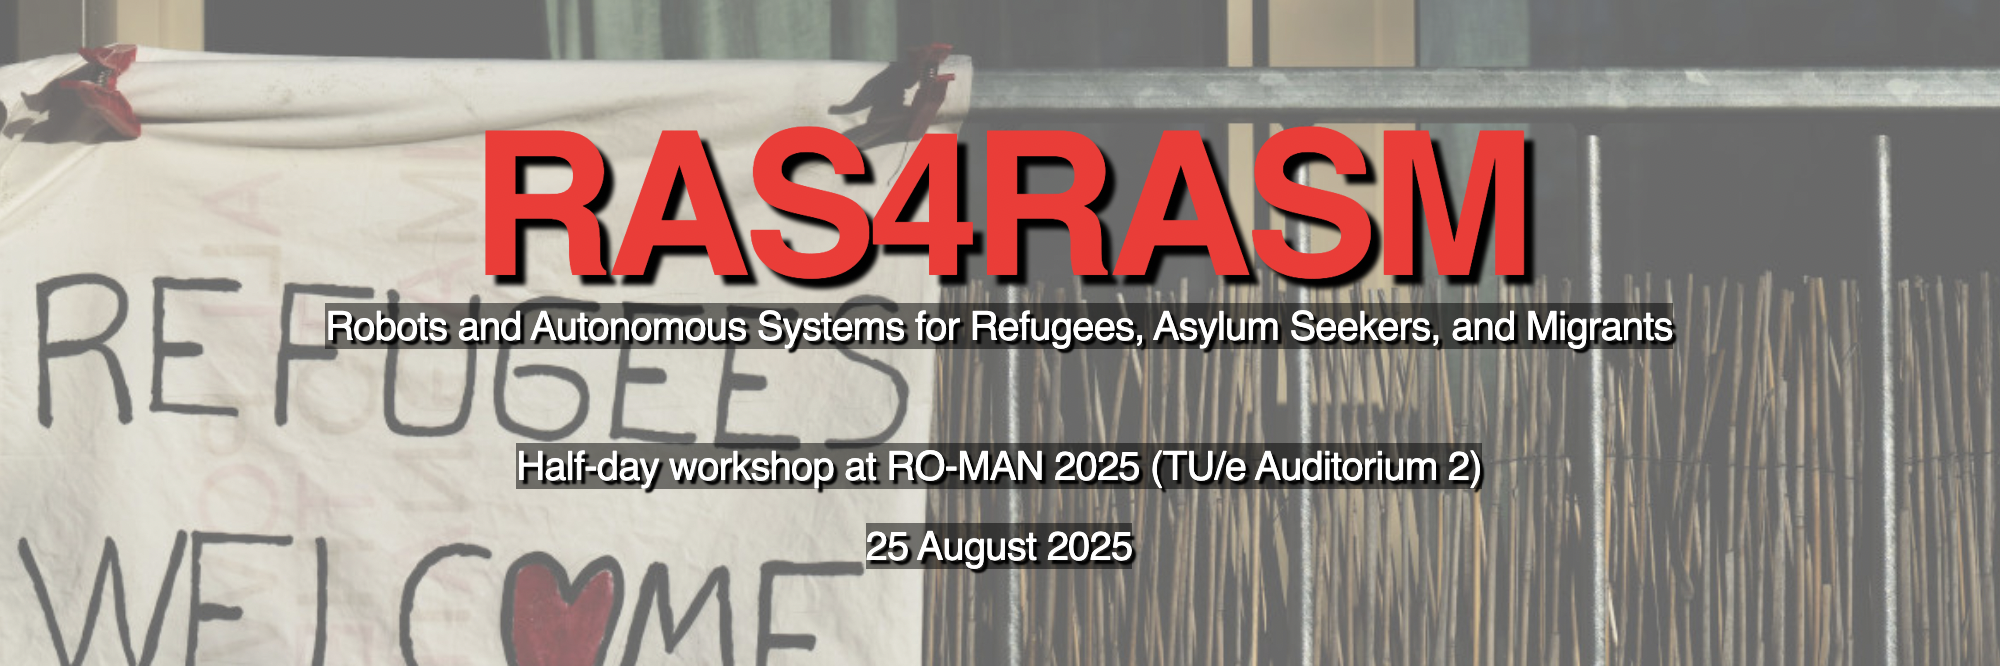 RAS4RASM
Robots and Autonomous Systems for Refugees, Asylum Seekers, and Migrants
REFUGEES
Half-day workshop at RO-MAN 2025 (TU/e Auditorium 2)
25 August 2025
WELCOME